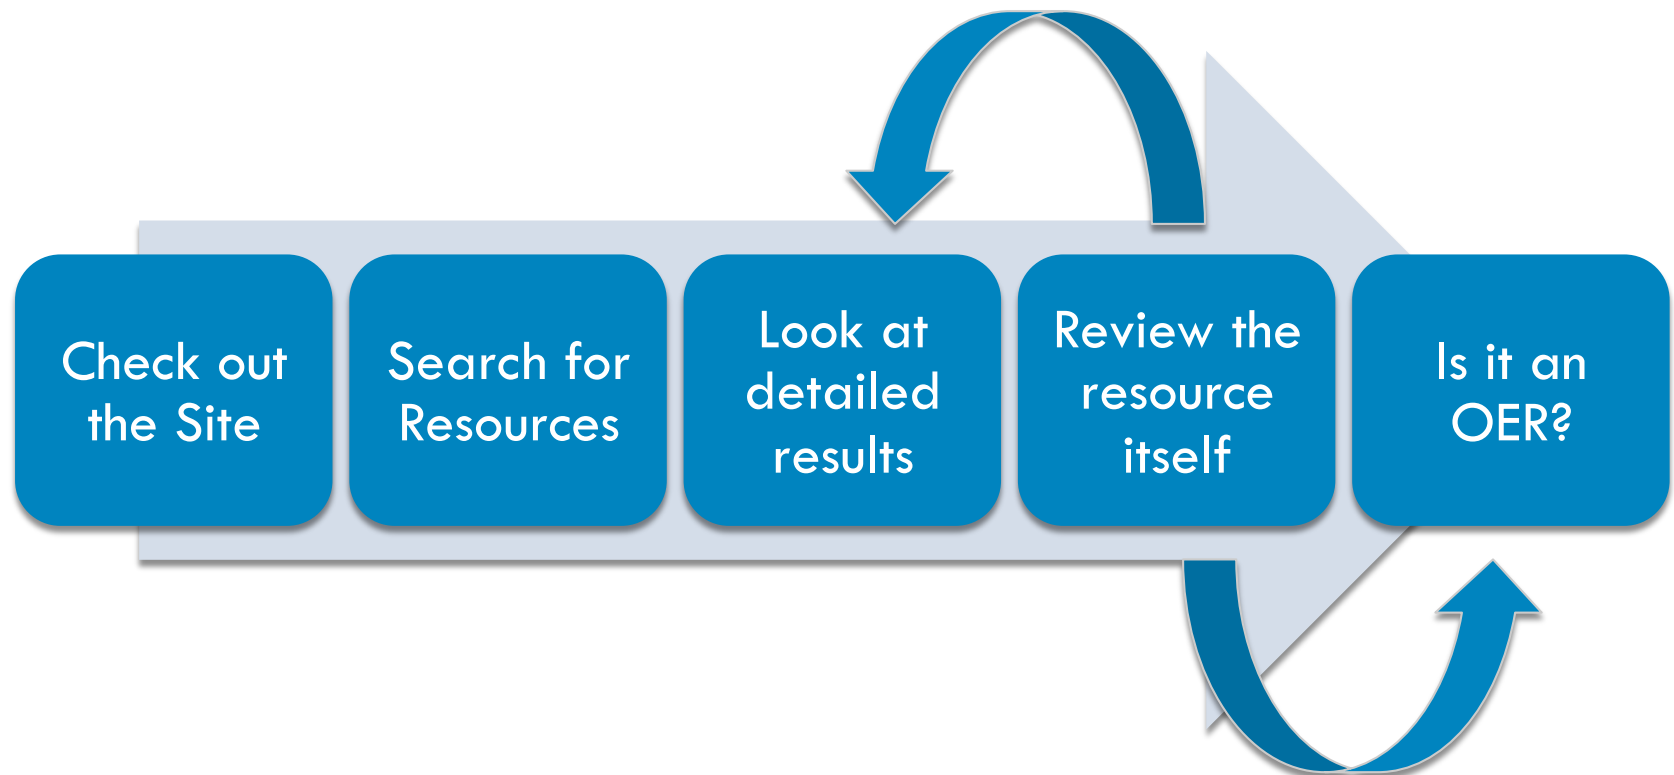 Check out
the Site
Search for
Resources
Look at
detailed
results
Review the
resource
itself
Is it an
OER?